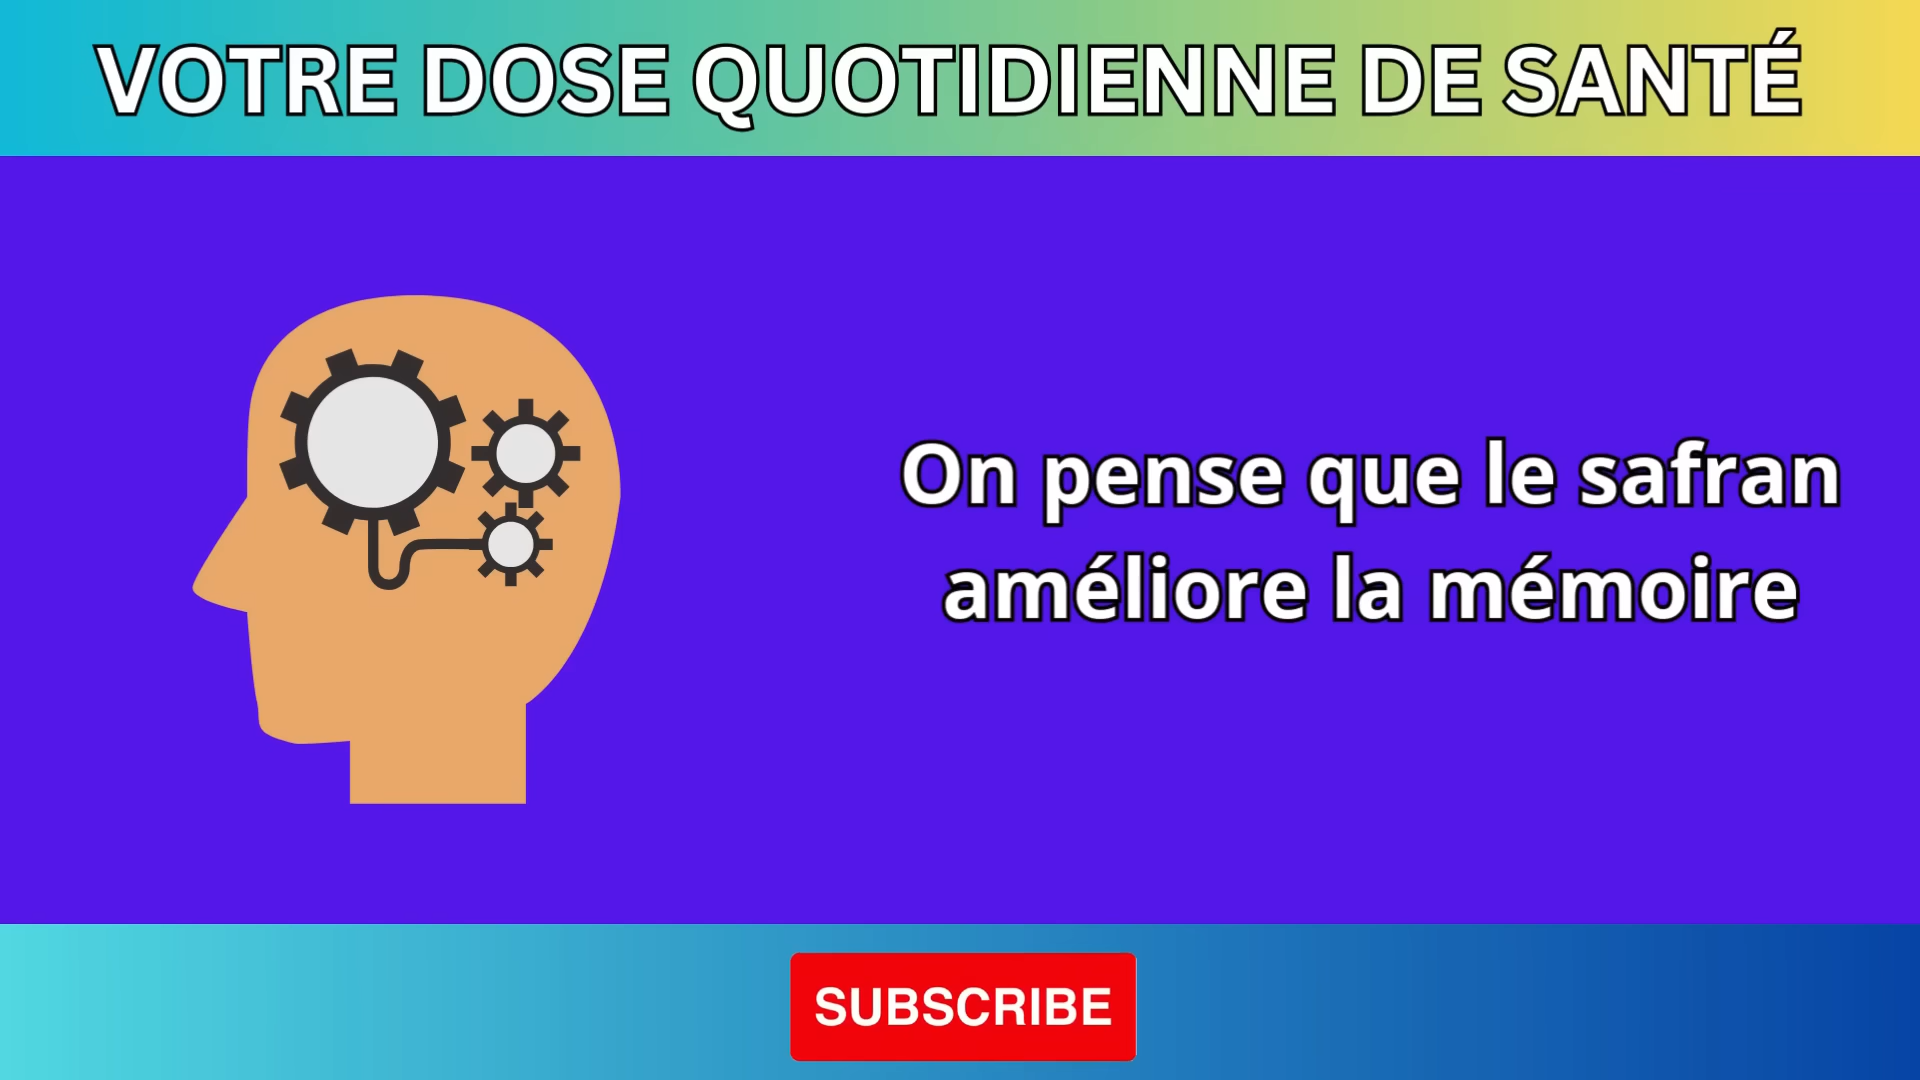 VOTRE DOSE QUOTIDIENNE DE SANTÉ
On pense que le safran
améliore la mémoire
SUBSCRIBE